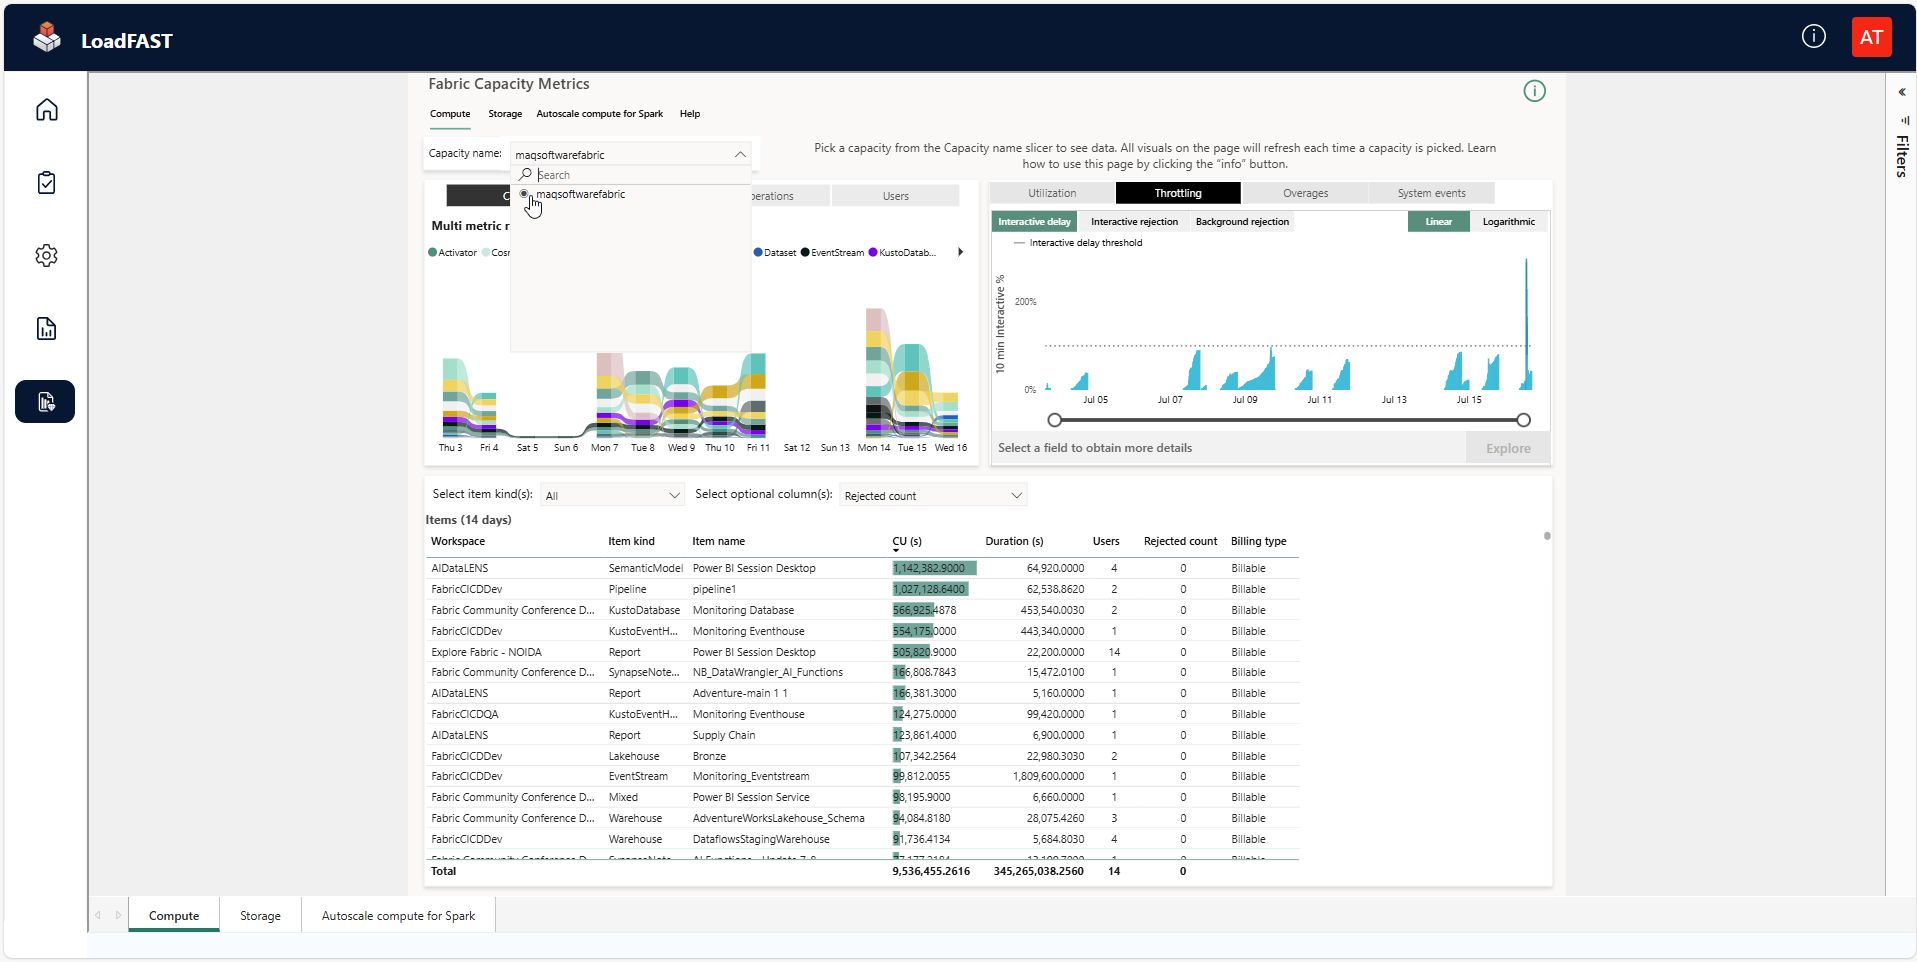 LoadFAST
AT
Fabric Capacity Metrics
Compute Storage Autoscale compute for Spark Help
Capacity name: maqsoftwarefabric
Search
maqsoftwarefabric
Pick a capacity from the Capacity name slicer to see data. All visuals on the page will refresh each time a capacity is picked. Learn
how to use this page by clicking the "info" button.
Filters
C perations Users
Multi metric r
Activator Cosr Dataset EventStream KustoDatab...
Thu 3 Fri 4 Sat 5 Sun 6 Mon 7 Tue 8 Wed 9 Thu 10 Fri 11 Sat 12 Sun 13 Mon 14 Tue 15 Wed 16
Utilization Throttling Overages System events
Interactive delay Interactive rejection Background rejection Linear Logarithmic
Interactive delay threshold
10 min Interactive %
200%
0%
Jul 05 Jul 07 Jul 09 Jul 11 Jul 13 Jul 15
Select a field to obtain more details Explore
Select item kind(s): All Select optional column(s): Rejected count
Items (14 days)
Workspace Item kind Item name CU (s) Duration (s) Users Rejected count Billing type
AIDataLENS SemanticModel Power BI Session Desktop 1,142,382.9000 64,920.0000 4 0 Billable
FabricCICDDev Pipeline pipeline1 1,027,128.6400 62,538.8620 2 0 Billable
Fabric Community Conference D... KustoDatabase Monitoring Database 566,925.4878 453,540.0030 2 0 Billable
FabricCICDDev KustoEventH... Monitoring Eventhouse 554,175.0000 443,340.0000 1 0 Billable
Explore Fabric - NOIDA Report Power BI Session Desktop 505,820.9000 22,200.0000 14 0 Billable
Fabric Community Conference D... SynapseNote... NB_DataWrangler_AI_Functions 166,808.7843 15,472.0100 1 0 Billable
AIDataLENS Report Adventure-main 1 1 166,381.3000 5,160.0000 1 0 Billable
FabricCICDQA KustoEventH... Monitoring Eventhouse 124,275.0000 99,420.0000 1 0 Billable
AIDataLENS Report Supply Chain 123,861.4000 6,900.0000 1 0 Billable
FabricCICDDev Lakehouse Bronze 107,342.2564 22,980.3030 2 0 Billable
FabricCICDDev EventStream Monitoring_Eventstream 99,812.0055 1,809,600.0000 1 0 Billable
Fabric Community Conference D... Mixed Power BI Session Service 98,195.9000 6,660.0000 1 0 Billable
Fabric Community Conference D... Warehouse AdventureWorksLakehouse_Schema 94,084.8180 28,075.4260 3 0 Billable
FabricCICDDev Warehouse DataflowsStagingWarehouse 91,736.4134 5,684.8030 4 0 Billable
Total 9,536,455.2616 345,265,038.2560 14 0
Compute Storage Autoscale compute for Spark